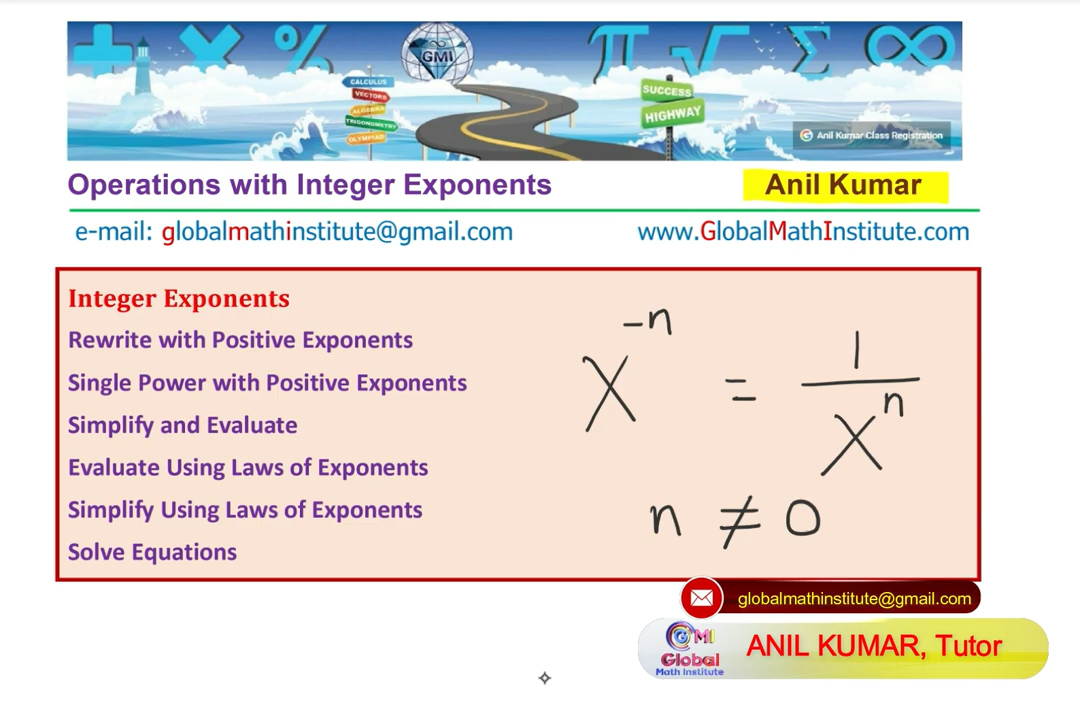 GMI
CALCULUS
VECTORS
ALGEBRA
TRIGONOMETRY
OLYMPIAD
SUCCESS
HIGHWAY
Anil Kumar Class Registration
Operations with Integer Exponents
Anil Kumar
e-mail: globalmathinstitute@gmail.com
www.GlobalMathInstitute.com
Integer Exponents
Rewrite with Positive Exponents
Single Power with Positive Exponents
Simplify and Evaluate
Evaluate Using Laws of Exponents
Simplify Using Laws of Exponents
Solve Equations
x^-n = 1/x^n
n ≠ 0
globalmathinstitute@gmail.com
GMI
Global
Math Institute
ANIL KUMAR, Tutor